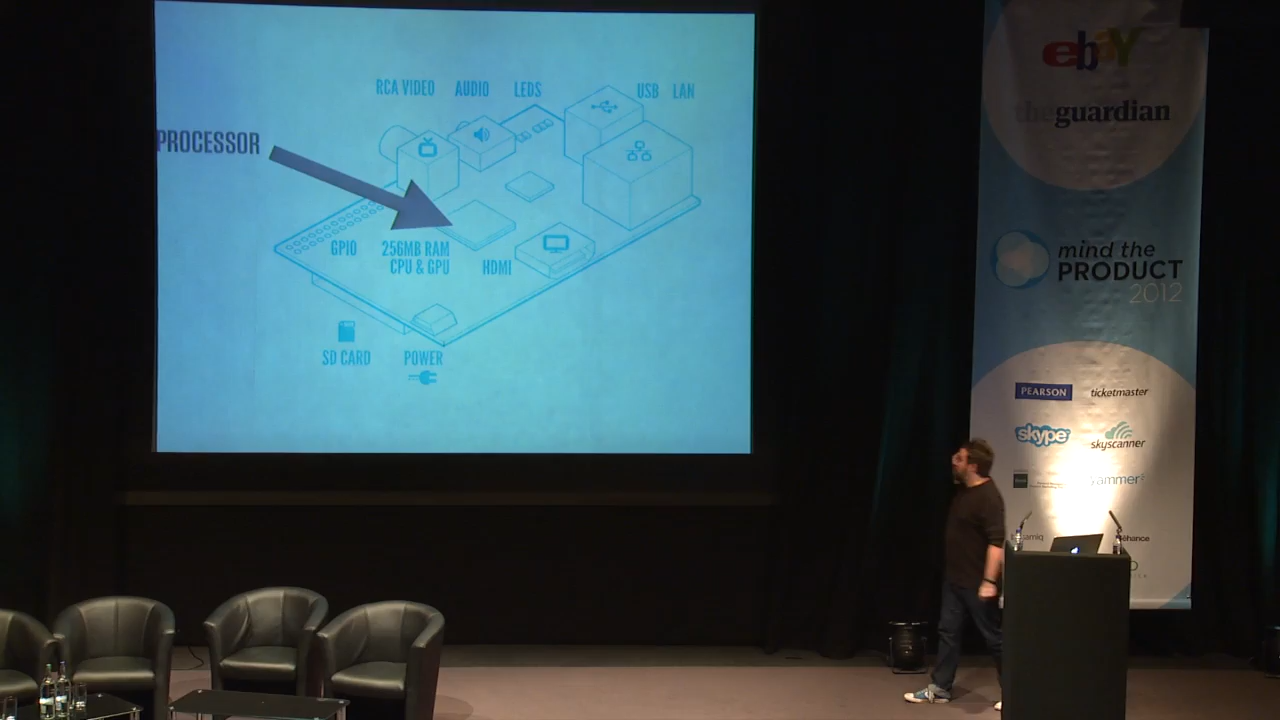 RCA VIDEO AUDIO LEDS USB LAN
PROCESSOR
GPIO 256MB RAM
CPU & GPU
HDMI
SD CARD POWER
ebay
theguardian
mind the
PRODUCT
2012
PEARSON ticketmaster
skype skyscanner